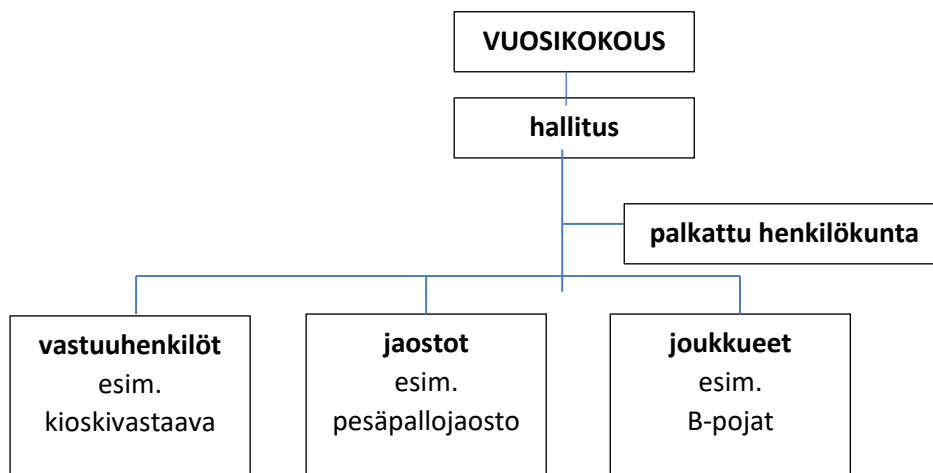 VUOSIKOKOUS
hallitus
palkattu henkilökunta
vastuuhenkilöt
esim.
kioskivastaava
jaostot
esim.
pesäpallojaosto
joukkueet
esim.
B-pojat